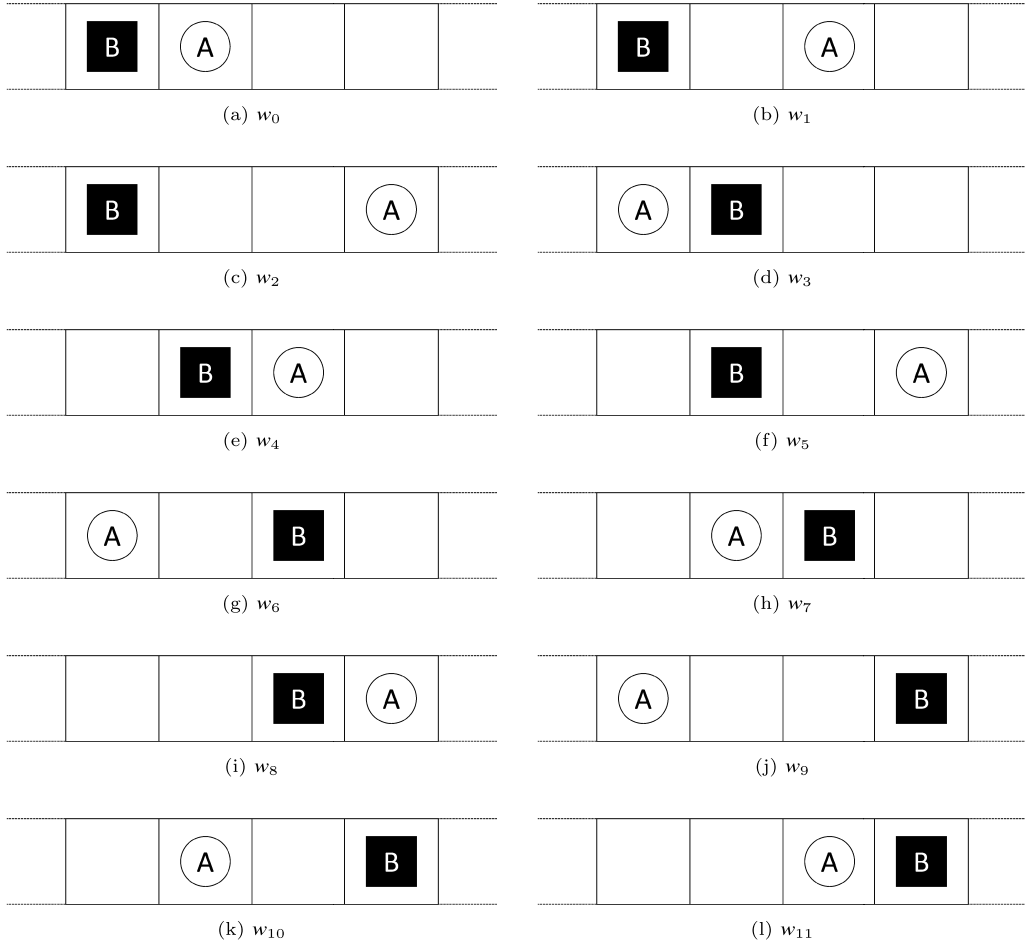 B A B A
(a) w₀ (b) w₁
B A A B
(c) w₂ (d) w₃
B A B A
(e) w₄ (f) w₅
A B A B
(g) w₆ (h) w₇
B A A B
(i) w₈ (j) w₉
A B A B
(k) w₁₀ (l) w₁₁